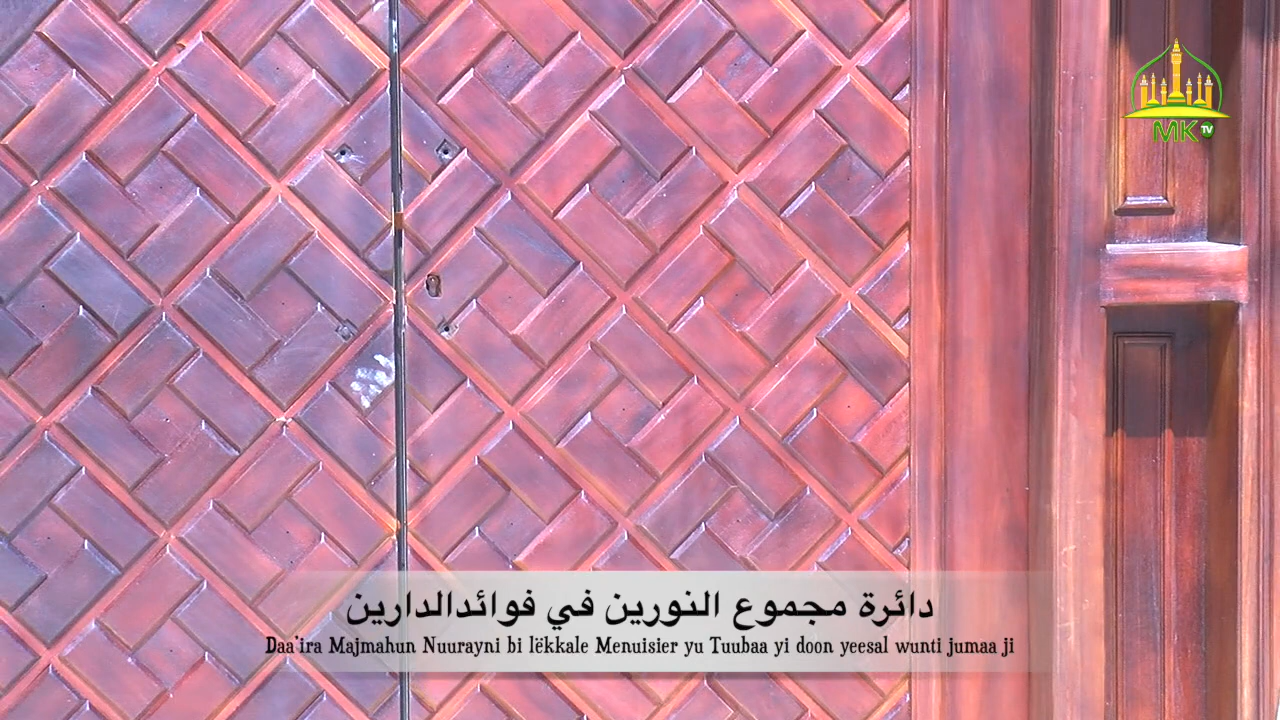 MK TV
دائرة مجموع النورين في فوائدالدارين
Daa'ira Majmahun Nuurayni bi lëkkale Menuisier yu Tuubaa yi doon yeesal wunti jumaa ji